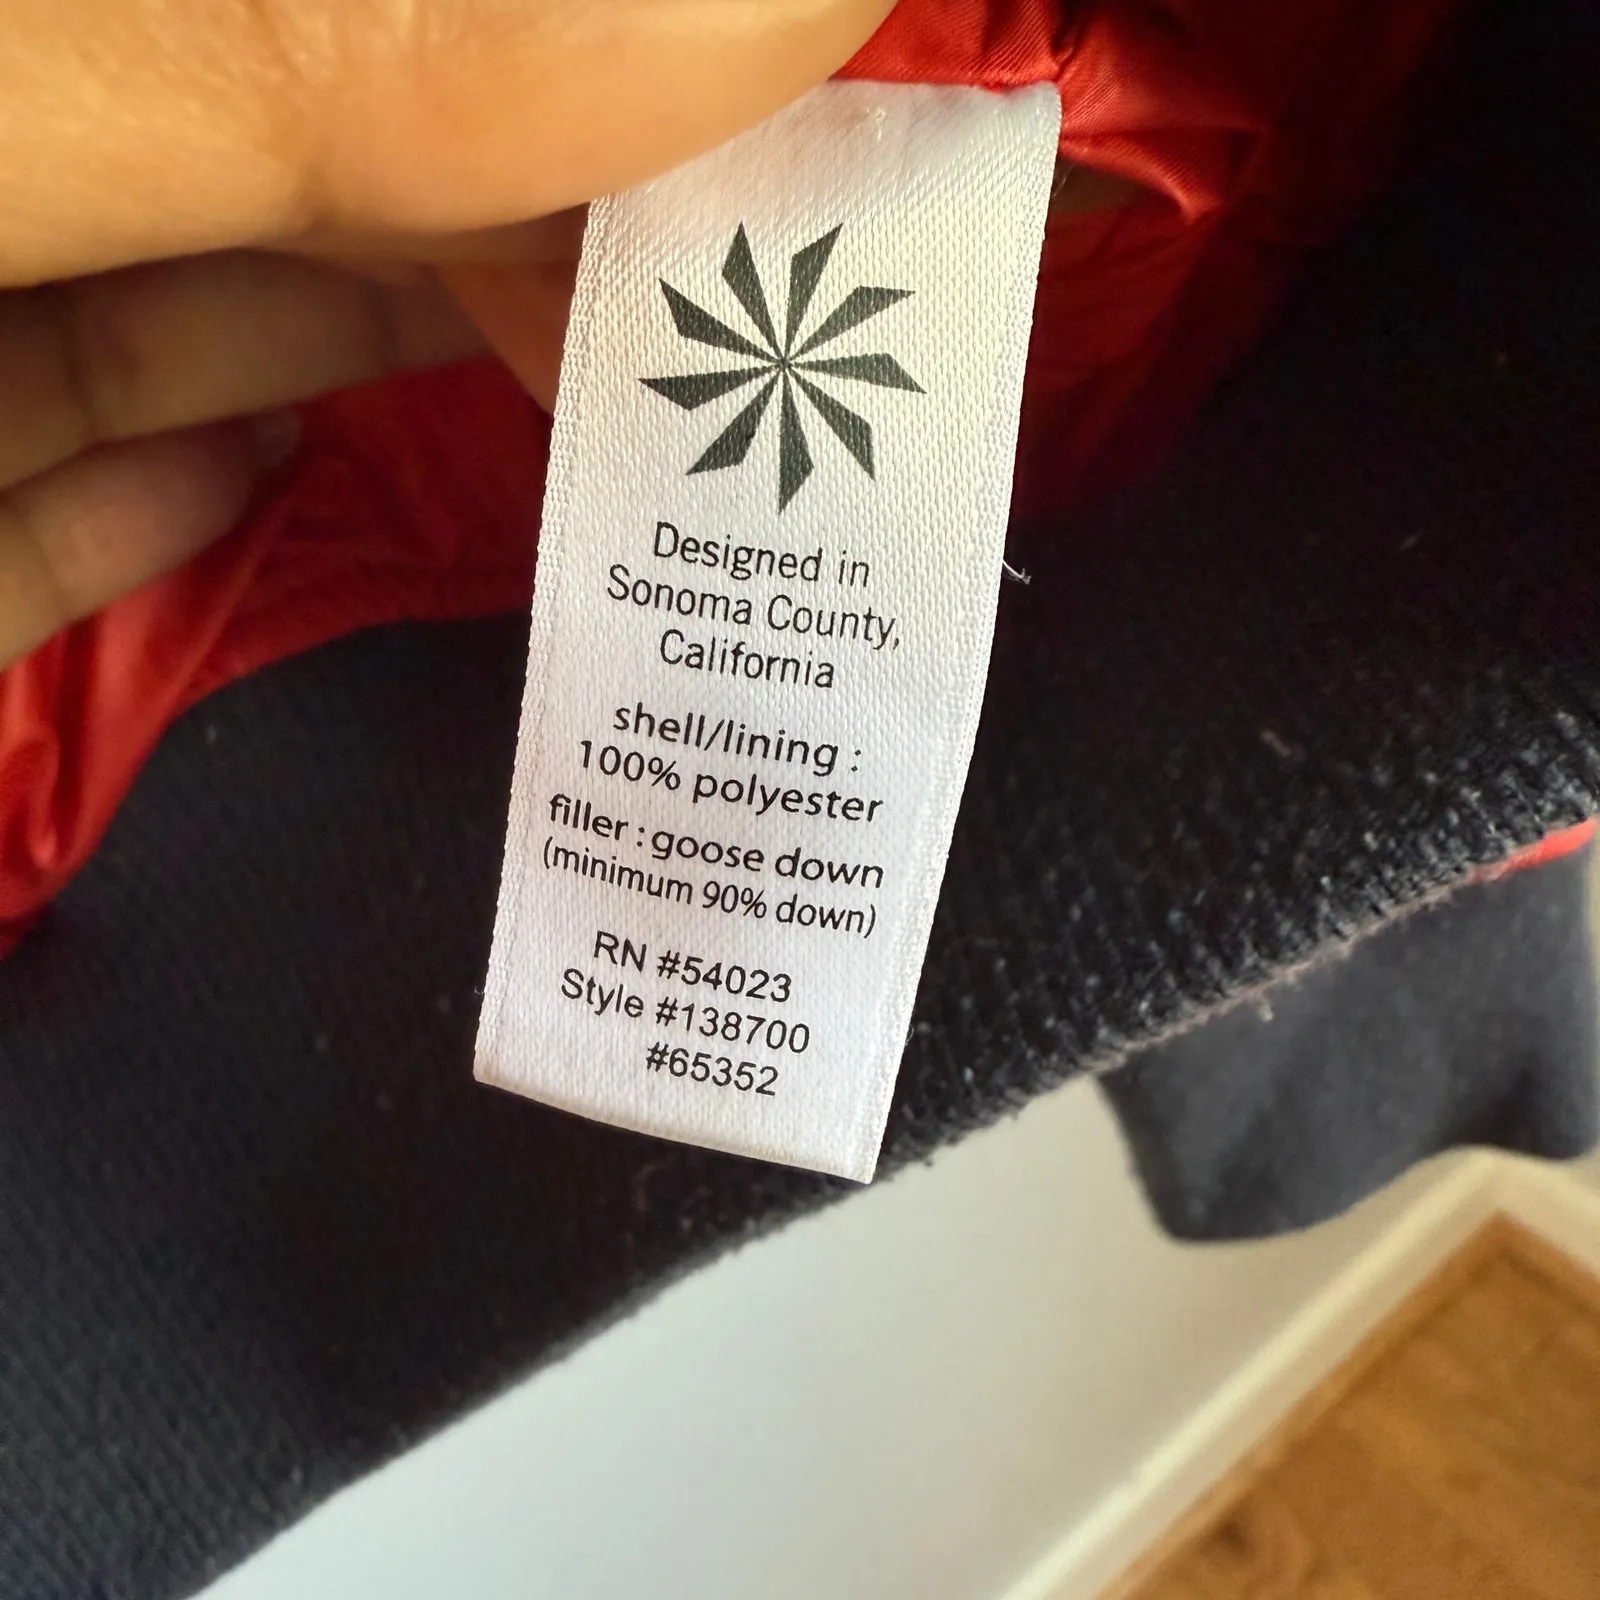 Designed in
Sonoma County,
California
shell/lining :
100% polyester
filler : goose down
(minimum 90% down)
RN #54023
Style #138700
#65352